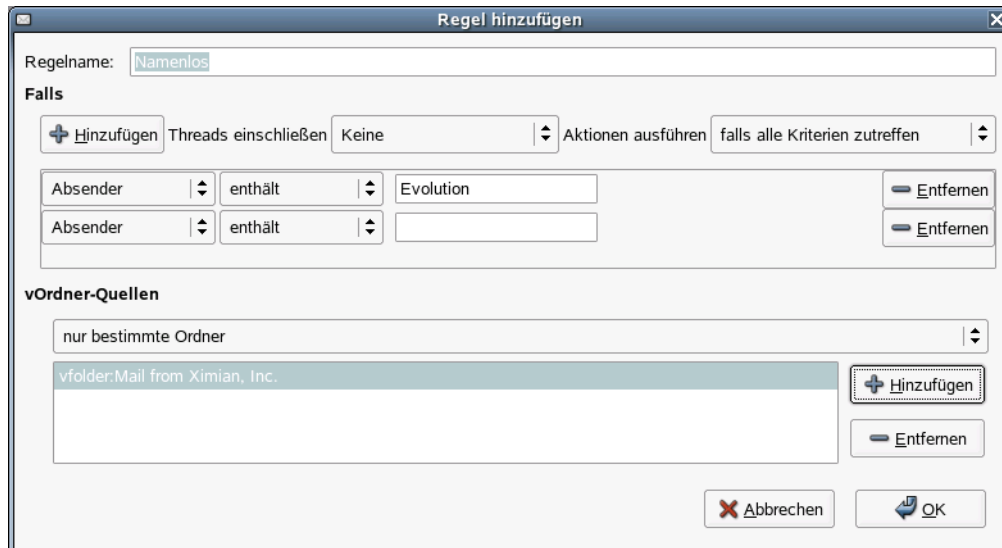 Regel hinzufügen
Regelname: Namenlos
Falls
Hinzufügen Threads einschließen Keine Aktionen ausführen falls alle Kriterien zutreffen
Absender enthält Evolution Entfernen
Absender enthält Entfernen
vOrdner-Quellen
nur bestimmte Ordner
vfolder:Mail from Ximian, Inc. Hinzufügen
Entfernen
Abbrechen OK